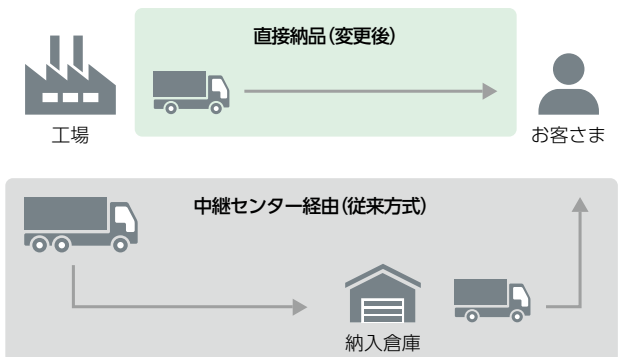 直接納品（変更後）
工場
お客さま
中継センター経由（従来方式）
納入倉庫